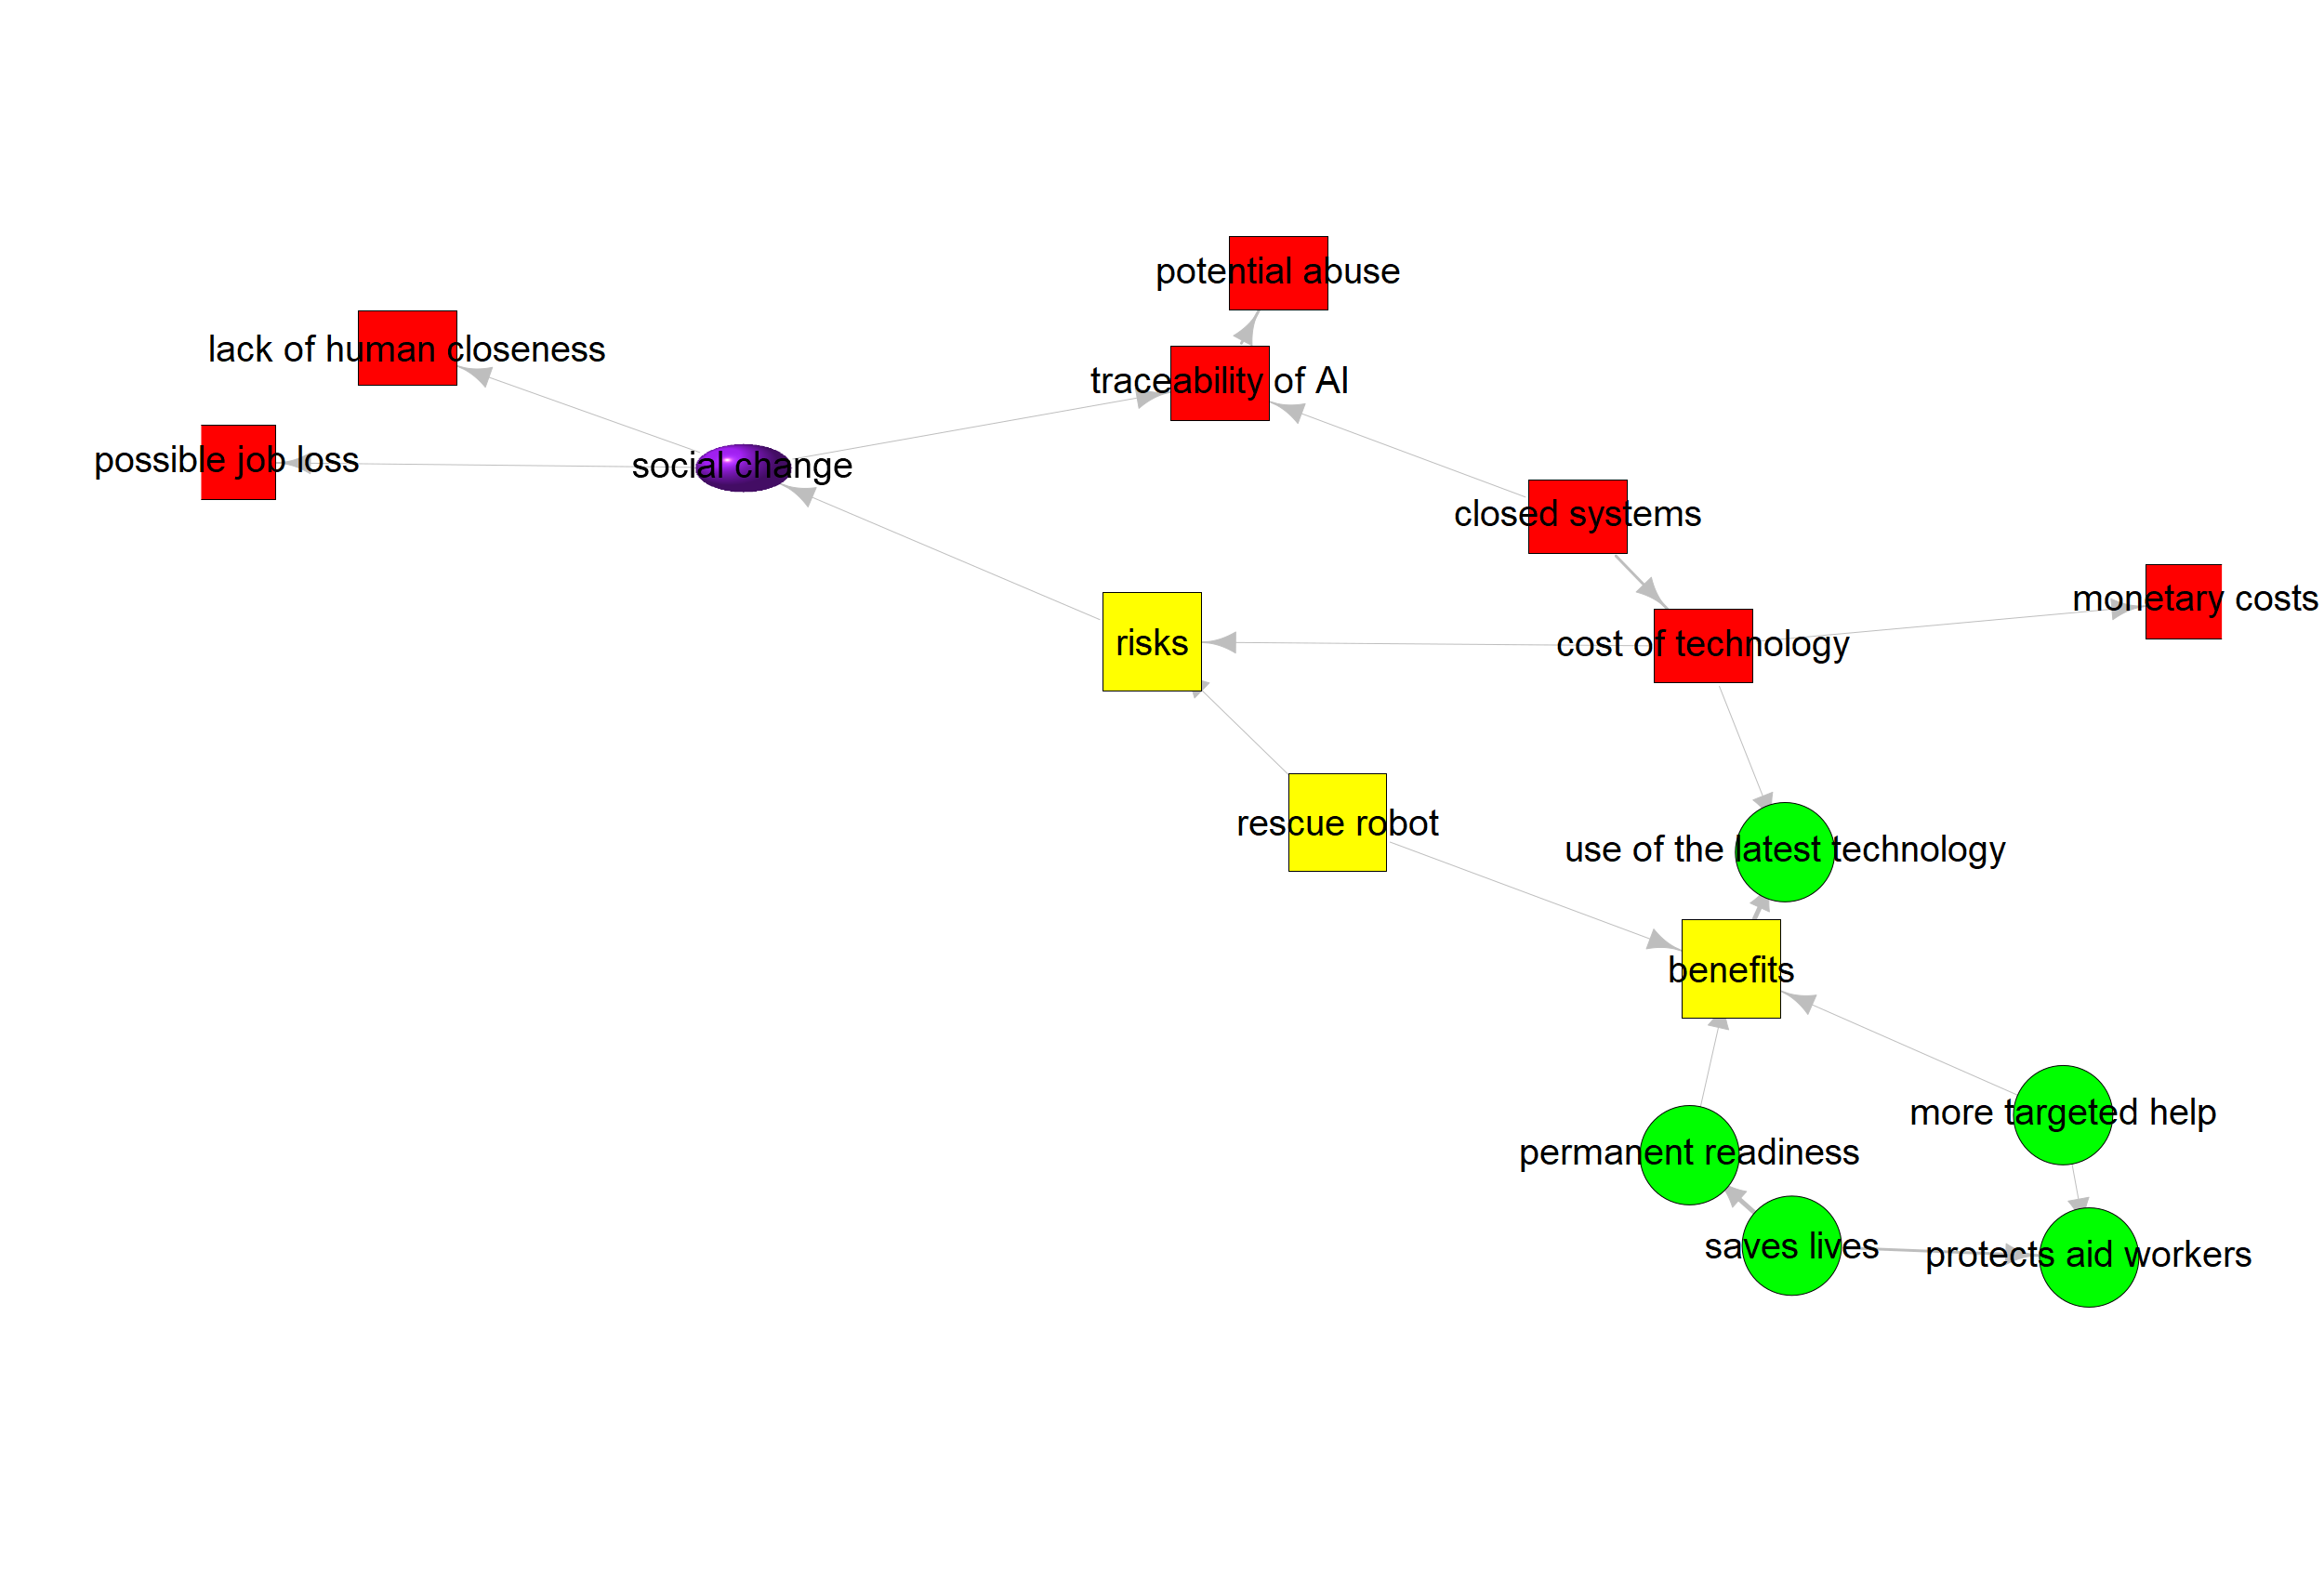 potential abuse
lack of human closeness
traceability of AI
possible job loss
social change
closed systems
monetary costs
risks
cost of technology
rescue robot
use of the latest technology
benefits
more targeted help
permanent readiness
saves lives
protects aid workers